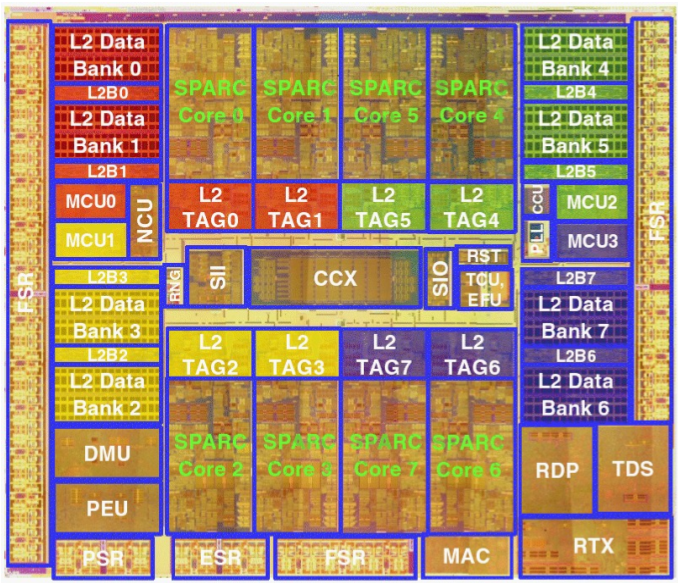 FSR
L2 Data
Bank 0
L2B0
L2 Data
Bank 1
L2B1
MCU0
MCU1
NCU
L2B3
L2 Data
Bank 3
L2B2
L2 Data
Bank 2
DMU
PEU
PSR
SPARC
Core 0
SPARC
Core 1
SPARC
Core 5
SPARC
Core 4
L2
TAG0
L2
TAG1
L2
TAG5
L2
TAG4
RNG
SII
CCX
SIO
RST
TCU,
EFU
L2
TAG2
L2
TAG3
L2
TAG7
L2
TAG6
SPARC
Core 2
SPARC
Core 3
SPARC
Core 7
SPARC
Core 6
ESR
FSR
MAC
L2 Data
Bank 4
L2B4
L2 Data
Bank 5
L2B5
CCU
MCU2
PLL
MCU3
L2B7
L2 Data
Bank 7
L2B6
L2 Data
Bank 6
FSR
RDP
TDS
RTX